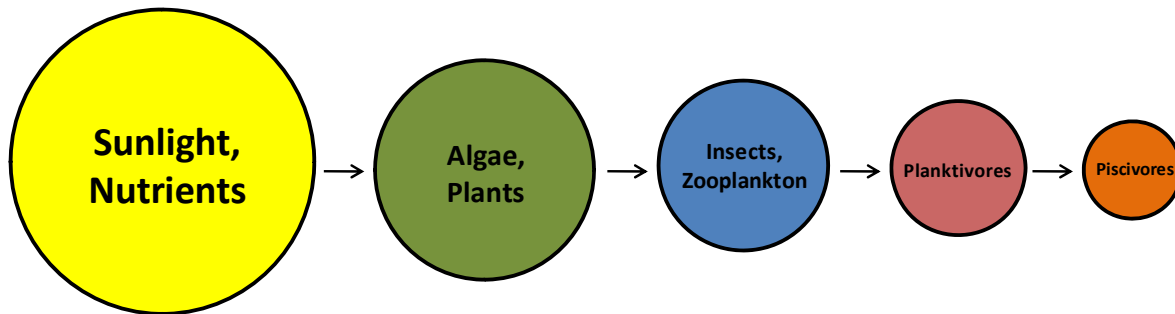 Sunlight,
Nutrients
Algae,
Plants
Insects,
Zooplankton
Planktivores
Piscivores